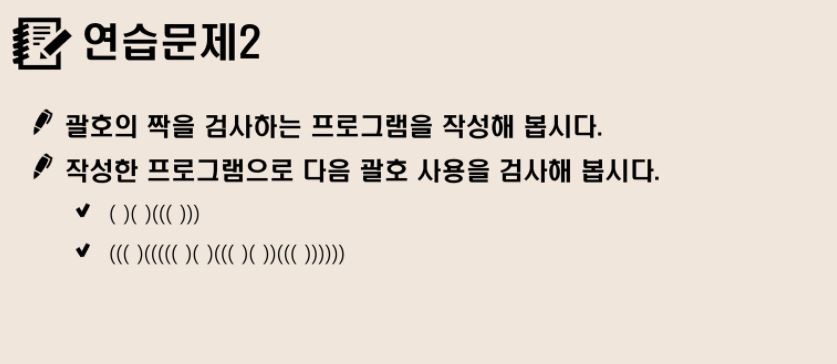 연습문제2
괄호의 짝을 검사하는 프로그램을 작성해 봅시다.
작성한 프로그램으로 다음 괄호 사용을 검사해 봅시다.
( )( )((( )))
((( )((((( )( )((( )( ))((( ))))))